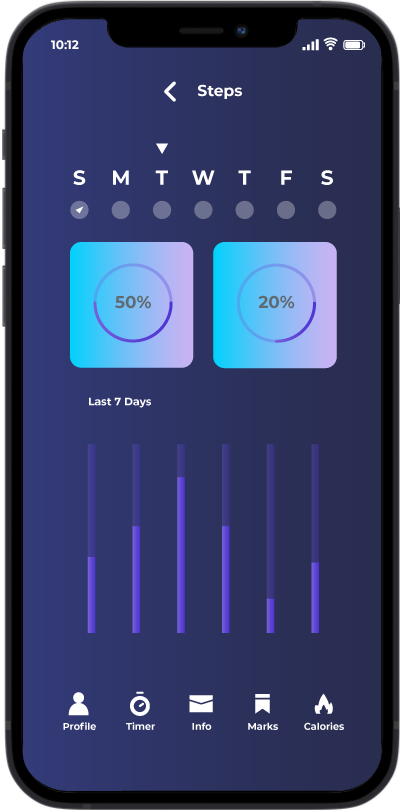 10:12
Steps
S M T W T F S
50% 20%
Last 7 Days
Profile Timer Info Marks Calories